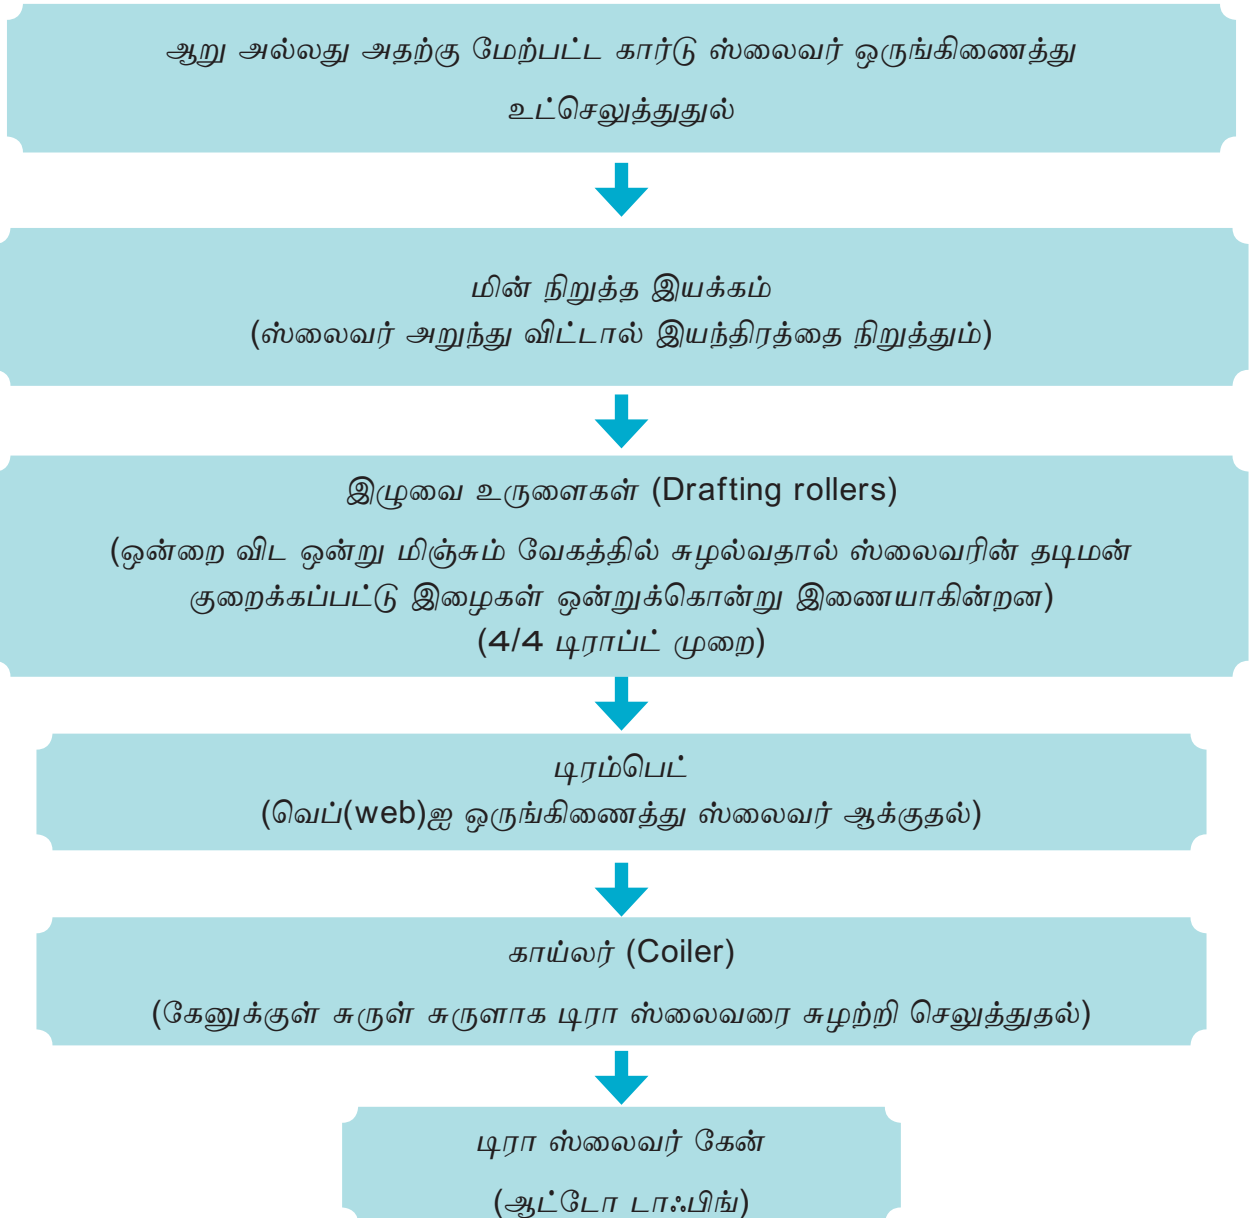 ஆறு அல்லது அதற்கு மேற்பட்ட கார்டு ஸ்லைவர் ஒருங்கிணைத்து
உட்செலுத்துதுல்
மின் நிறுத்த இயக்கம்
(ஸ்லைவர் அறுந்து விட்டால் இயந்திரத்தை நிறுத்தும்)
இழுவை உருளைகள் (Drafting rollers)
(ஒன்றை விட ஒன்று மிஞ்சும் வேகத்தில் சுழல்வதால் ஸ்லைவரின் தடிமன்
குறைக்கப்பட்டு இழைகள் ஒன்றுக்கொன்று இணையாகின்றன)
(4/4 டிராப்ட் முறை)
டிரம்பெட்
(வெப்(web)ஐ ஒருங்கிணைத்து ஸ்லைவர் ஆக்குதல்)
காய்லர் (Coiler)
(கேனுக்குள் சுருள் சுருளாக டிரா ஸ்லைவரை சுழற்றி செலுத்துதல்)
டிரா ஸ்லைவர் கேன்
(ஆட்டோ டாஃபிங்)